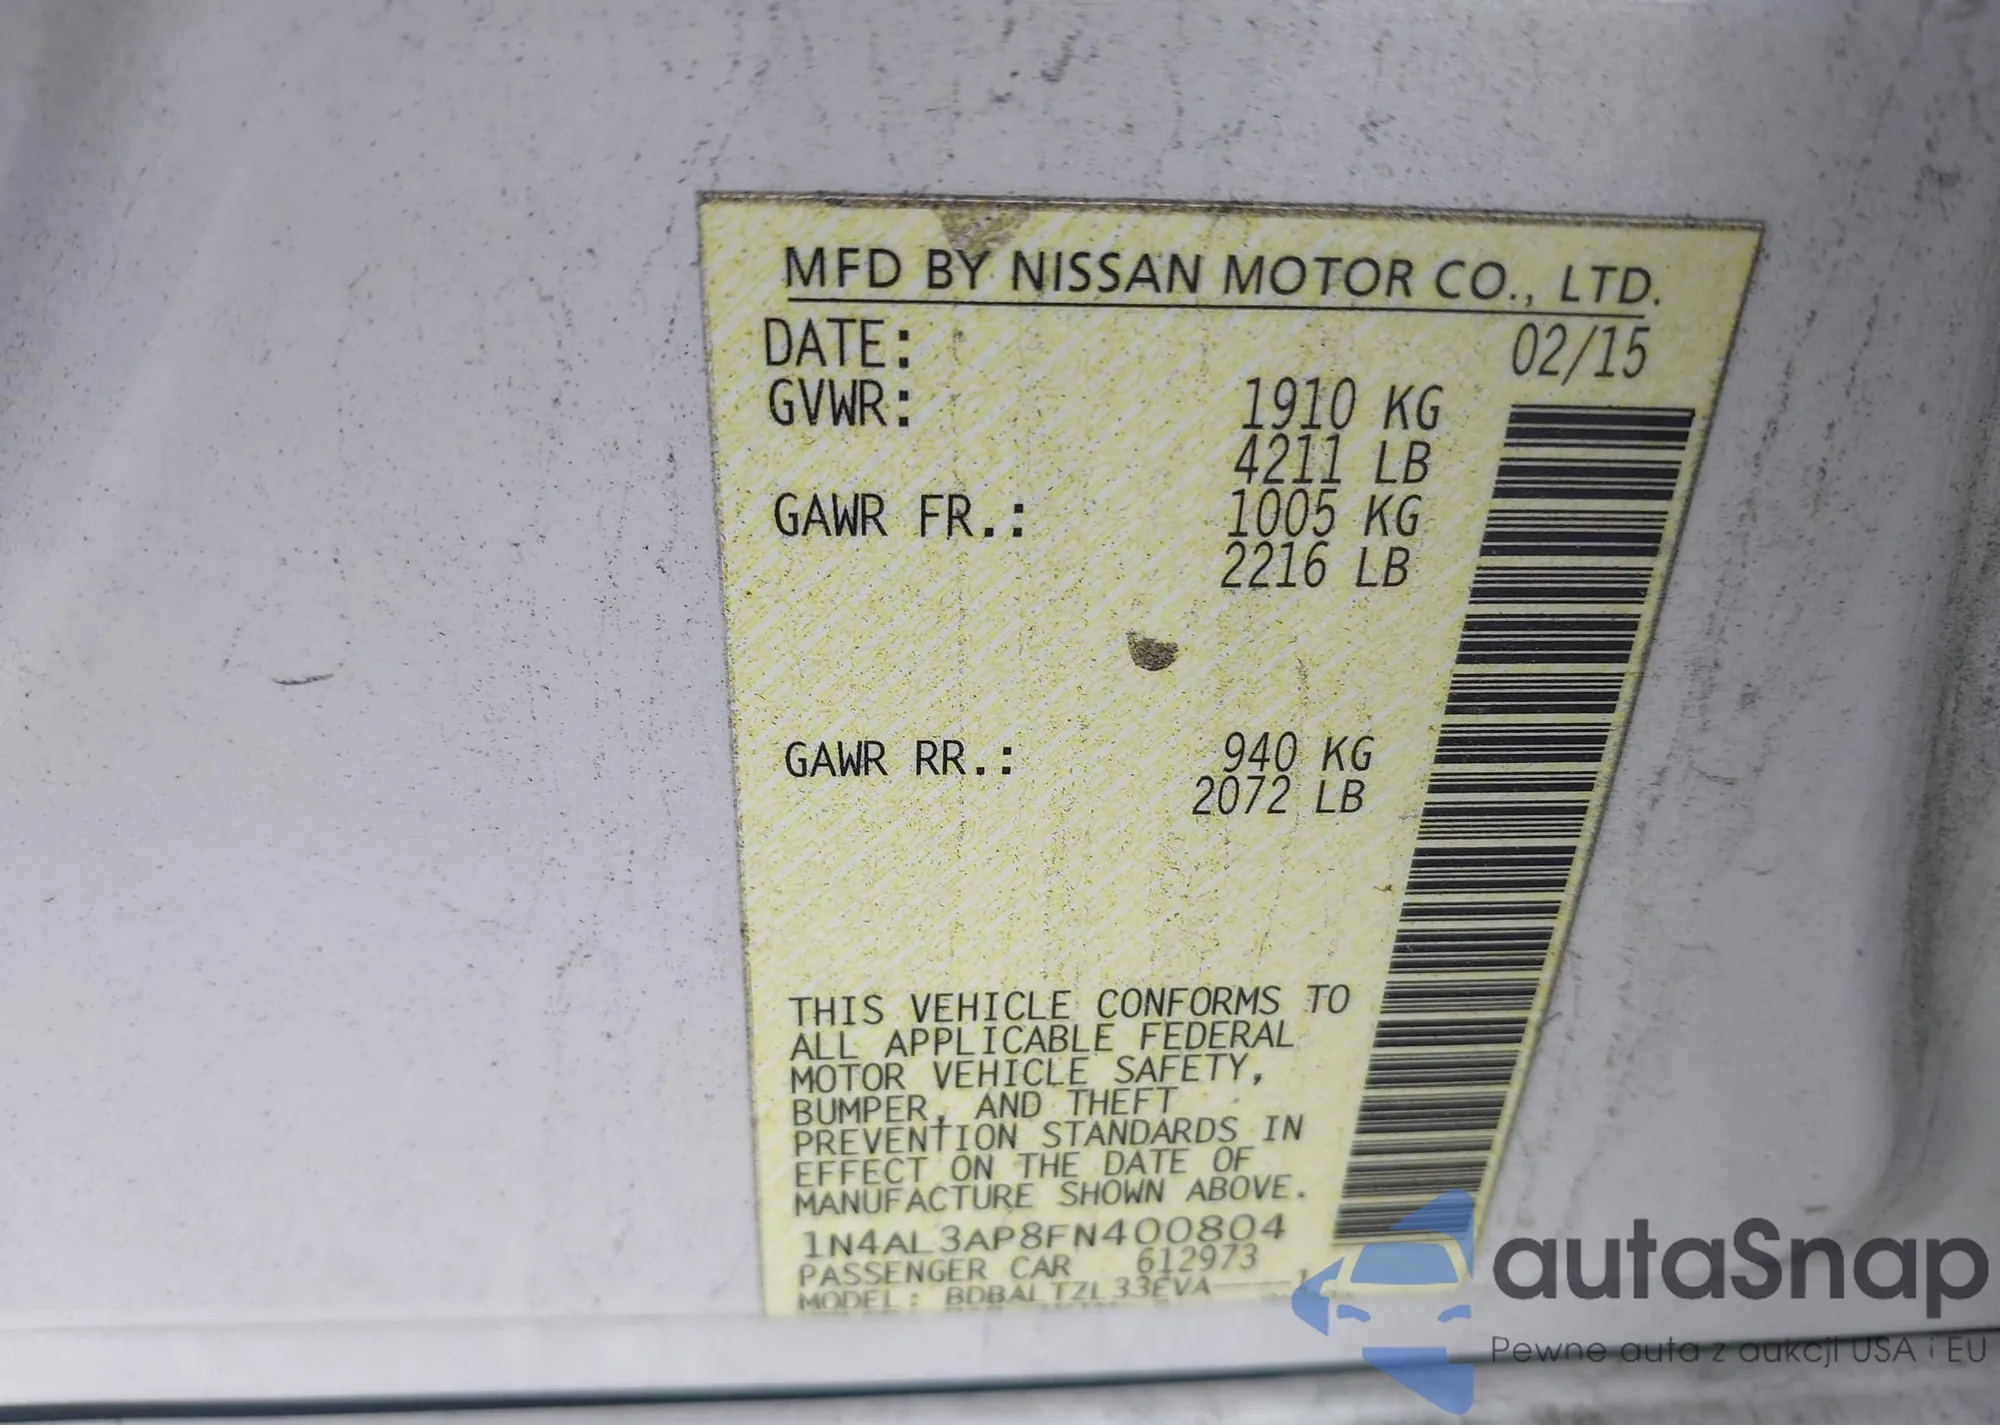 MFD BY NISSAN MOTOR CO., LTD.
DATE: 02/15
GVWR: 1910 KG
4211 LB
GAWR FR.: 1005 KG
2216 LB
GAWR RR.: 940 KG
2072 LB
THIS VEHICLE CONFORMS TO
ALL APPLICABLE FEDERAL
MOTOR VEHICLE SAFETY,
BUMPER, AND THEFT
PREVENTION STANDARDS IN
EFFECT ON THE DATE OF
MANUFACTURE SHOWN ABOVE.
1N4AL3AP8FN400804
PASSENGER CAR 612973
MODEL: BDBALTZL33EVA
autaSnap
Pewne auta z aukcji USA i EU